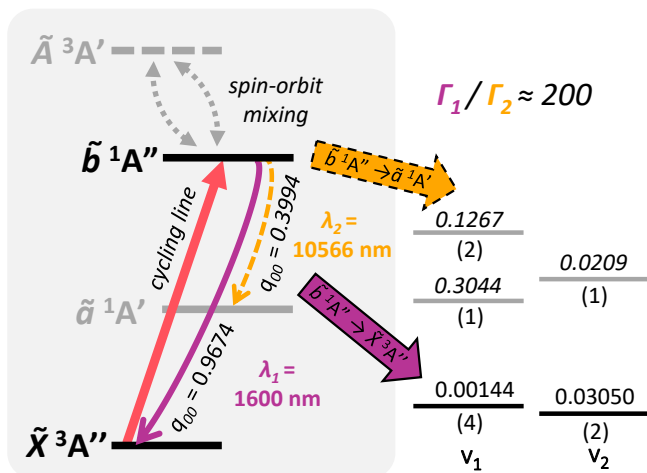 Ã ³A'
spin-orbit
mixing
Γ₁ / Γ₂ ≈ 200
b̃ ¹A''
b̃ ¹A'' → ã ¹A'
cycling line
q₀₀ = 0.3994
λ₂ =
10566 nm
0.1267
(2)
0.0209
(1)
0.3044
(1)
ã ¹A'
b̃ ¹A'' → X̃ ³A''
q₀₀ = 0.9674
λ₁ =
1600 nm
0.00144
(4)
0.03050
(2)
X̃ ³A''
v₁
v₂